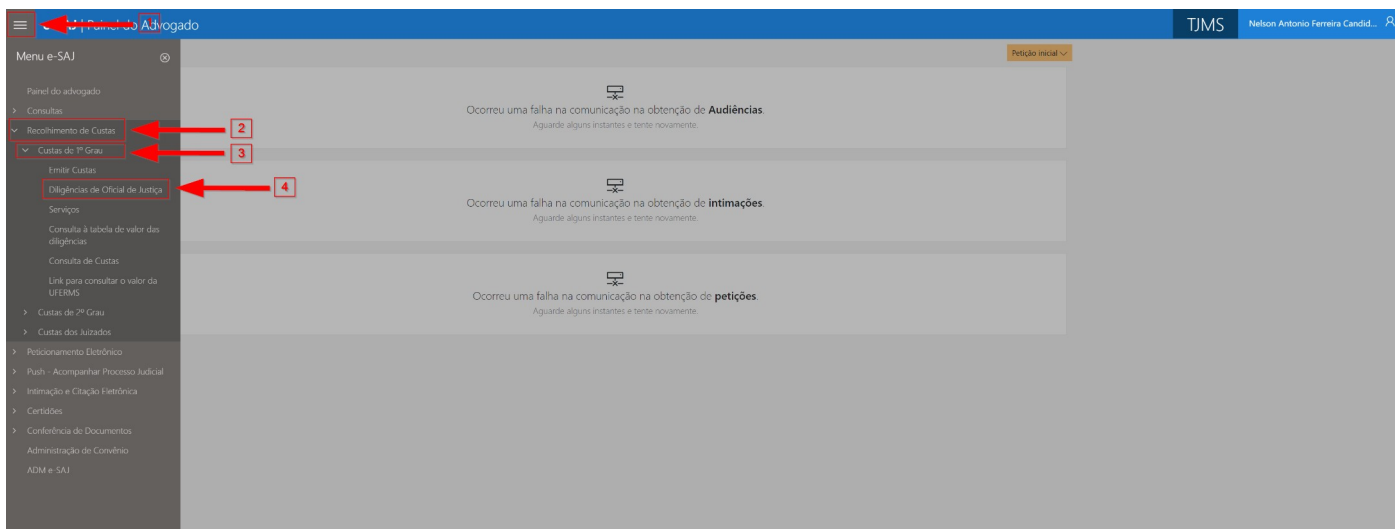 1
| Painel do Advogado
TJMS
Nelson Antonio Ferreira Candid...
Menu e-SAJ
Petição inicial
Painel do advogado
Consultas
Recolhimento de Custas
2
Custas de 1º Grau
3
Emitir Custas
Diligências de Oficial de Justiça
4
Serviços
Consulta à tabela de valor das
diligências
Consulta de Custas
Link para consultar o valor da
UFERMS
Custas de 2º Grau
Custas dos Juizados
Peticionamento Eletrônico
Push - Acompanhar Processo Judicial
Intimação e Citação Eletrônica
Certidões
Conferência de Documentos
Administração de Convênio
ADM e-SAJ
Ocorreu uma falha na comunicação na obtenção de Audiências.
Aguarde alguns instantes e tente novamente.
Ocorreu uma falha na comunicação na obtenção de intimações.
Aguarde alguns instantes e tente novamente.
Ocorreu uma falha na comunicação na obtenção de petições.
Aguarde alguns instantes e tente novamente.